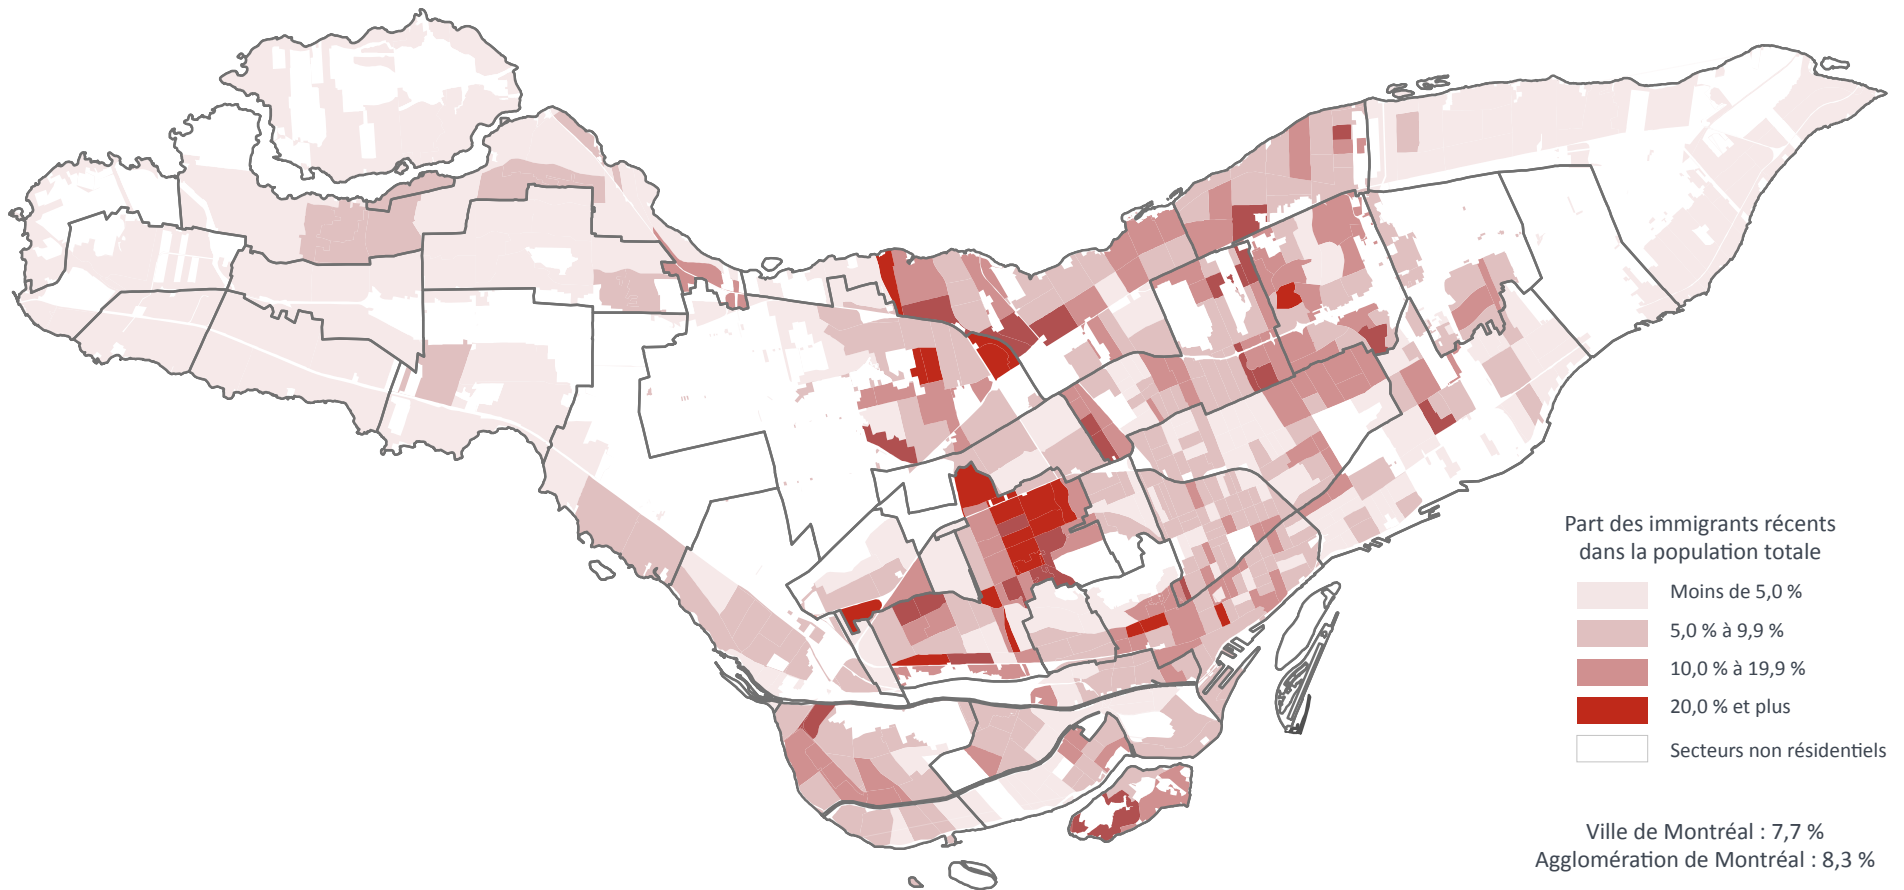 Part des immigrants récents
dans la population totale
Moins de 5,0 %
5,0 % à 9,9 %
10,0 % à 19,9 %
20,0 % et plus
Secteurs non résidentiels
Ville de Montréal : 7,7 %
Agglomération de Montréal : 8,3 %